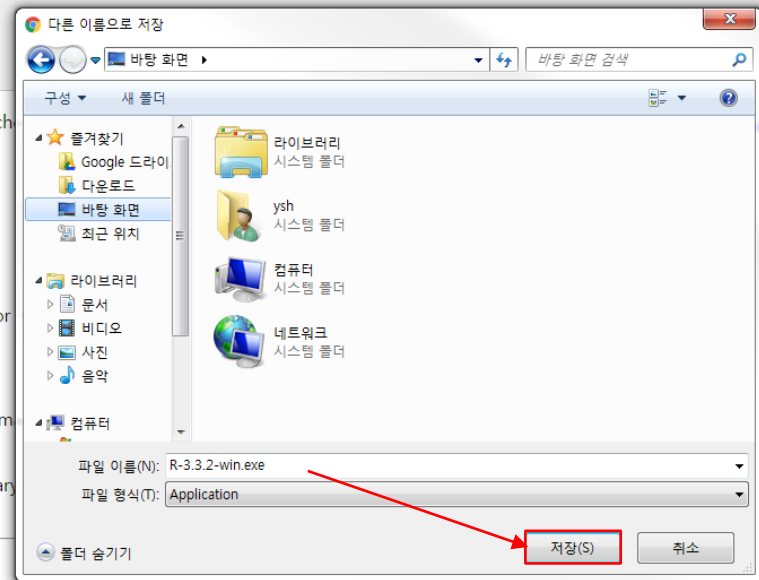 다른 이름으로 저장
바탕 화면
바탕 화면 검색
구성
새 폴더
즐겨찾기
Google 드라이
다운로드
바탕 화면
최근 위치
라이브러리
문서
비디오
사진
음악
컴퓨터
라이브러리
시스템 폴더
ysh
시스템 폴더
컴퓨터
시스템 폴더
네트워크
시스템 폴더
파일 이름(N): R-3.3.2-win.exe
파일 형식(T): Application
폴더 숨기기
저장(S)
취소